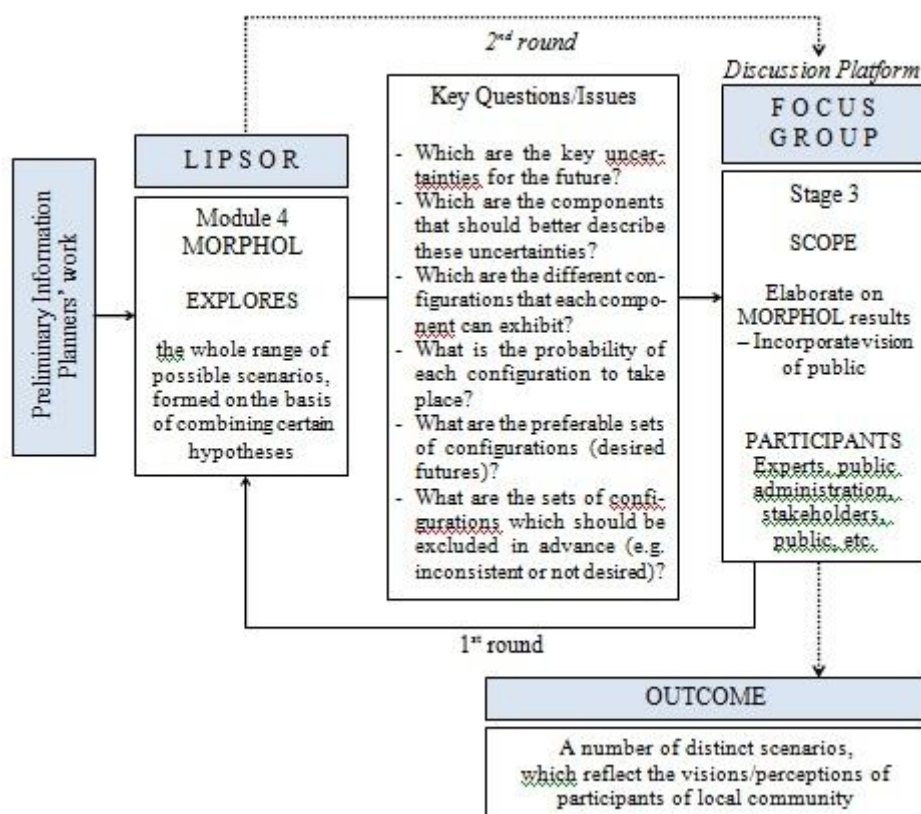 2nd round
Discussion Platform
Preliminary Information
Planners' work
L I P S O R
Module 4
MORPHOL
EXPLORES
the whole range of
possible scenarios,
formed on the basis
of combining certain
hypotheses
Key Questions/Issues
- Which are the key uncer-
tainties for the future?
- Which are the components
that should better describe
these uncertainties?
- Which are the different con-
figurations that each compo-
nent can exhibit?
- What is the probability of
each configuration to take
place?
- What are the preferable sets
of configurations (desired
futures)?
- What are the sets of confi-
gurations which should be
excluded in advance (e.g.
inconsistent or not desired)?
F O C U S
G R O U P
Stage 3
SCOPE
Elaborate on
MORPHOL results
– Incorporate vision
of public
PARTICIPANTS
Experts, public
administration,
stakeholders,
public, etc.
1st round
OUTCOME
A number of distinct scenarios,
which reflect the visions/perceptions of
participants of local community